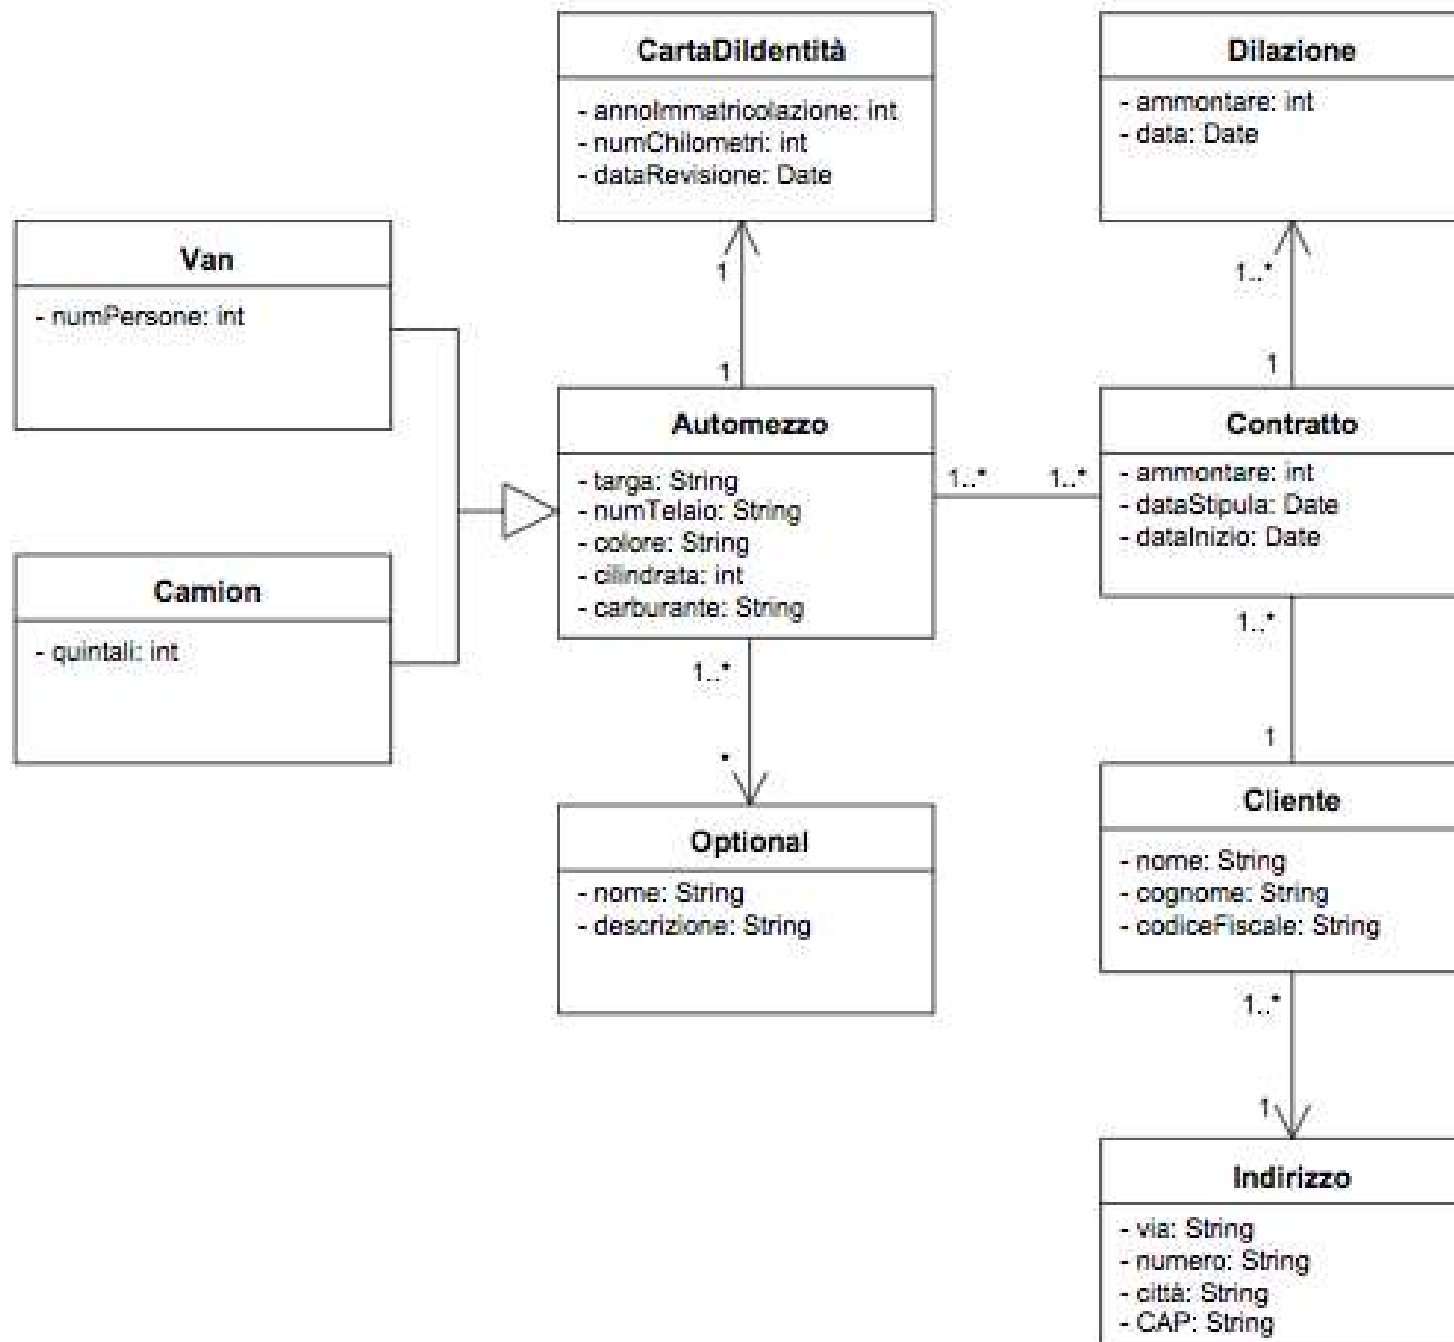 CartaDiIdentità
- annoImmatricolazione: int
- numChilometri: int
- dataRevisione: Date
Dilazione
- ammontare: int
- data: Date
Van
- numPersone: int
1
1
1..*
1
Automezzo
- targa: String
- numTelaio: String
- colore: String
- cilindrata: int
- carburante: String
1..*
1..*
Contratto
- ammontare: int
- dataStipula: Date
- dataInizio: Date
Camion
- quintali: int
1..*
*
1..*
1
Optional
- nome: String
- descrizione: String
Cliente
- nome: String
- cognome: String
- codiceFiscale: String
1..*
1
Indirizzo
- via: String
- numero: String
- città: String
- CAP: String